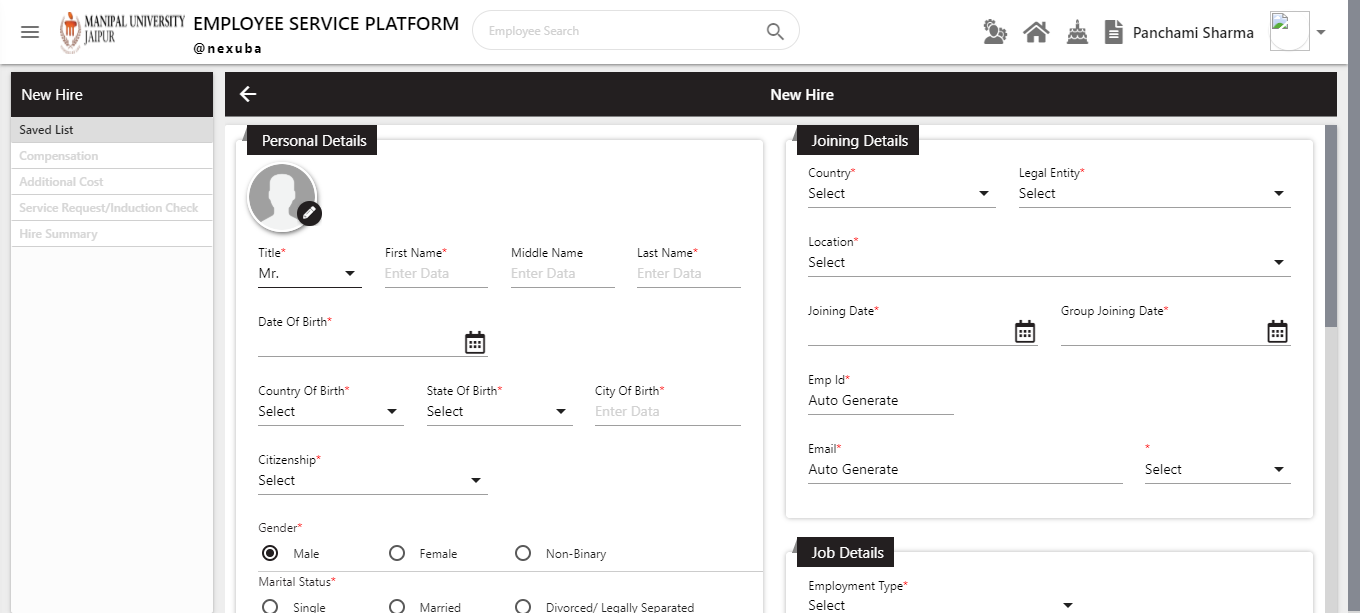 MANIPAL UNIVERSITY
JAIPUR
EMPLOYEE SERVICE PLATFORM
@nexuba
Employee Search
Panchami Sharma
New Hire
Saved List
Compensation
Additional Cost
Service Request/Induction Check
Hire Summary
New Hire
Personal Details
Title*
First Name*
Middle Name
Last Name*
Mr.
Enter Data
Enter Data
Enter Data
Date Of Birth*
Country Of Birth*
State Of Birth*
City Of Birth*
Select
Select
Enter Data
Citizenship*
Select
Gender*
Male
Female
Non-Binary
Marital Status*
Single
Married
Divorced/ Legally Separated
Joining Details
Country*
Legal Entity*
Select
Select
Location*
Select
Joining Date*
Group Joining Date*
Emp Id*
Auto Generate
Email*
*
Auto Generate
Select
Job Details
Employment Type*
Select